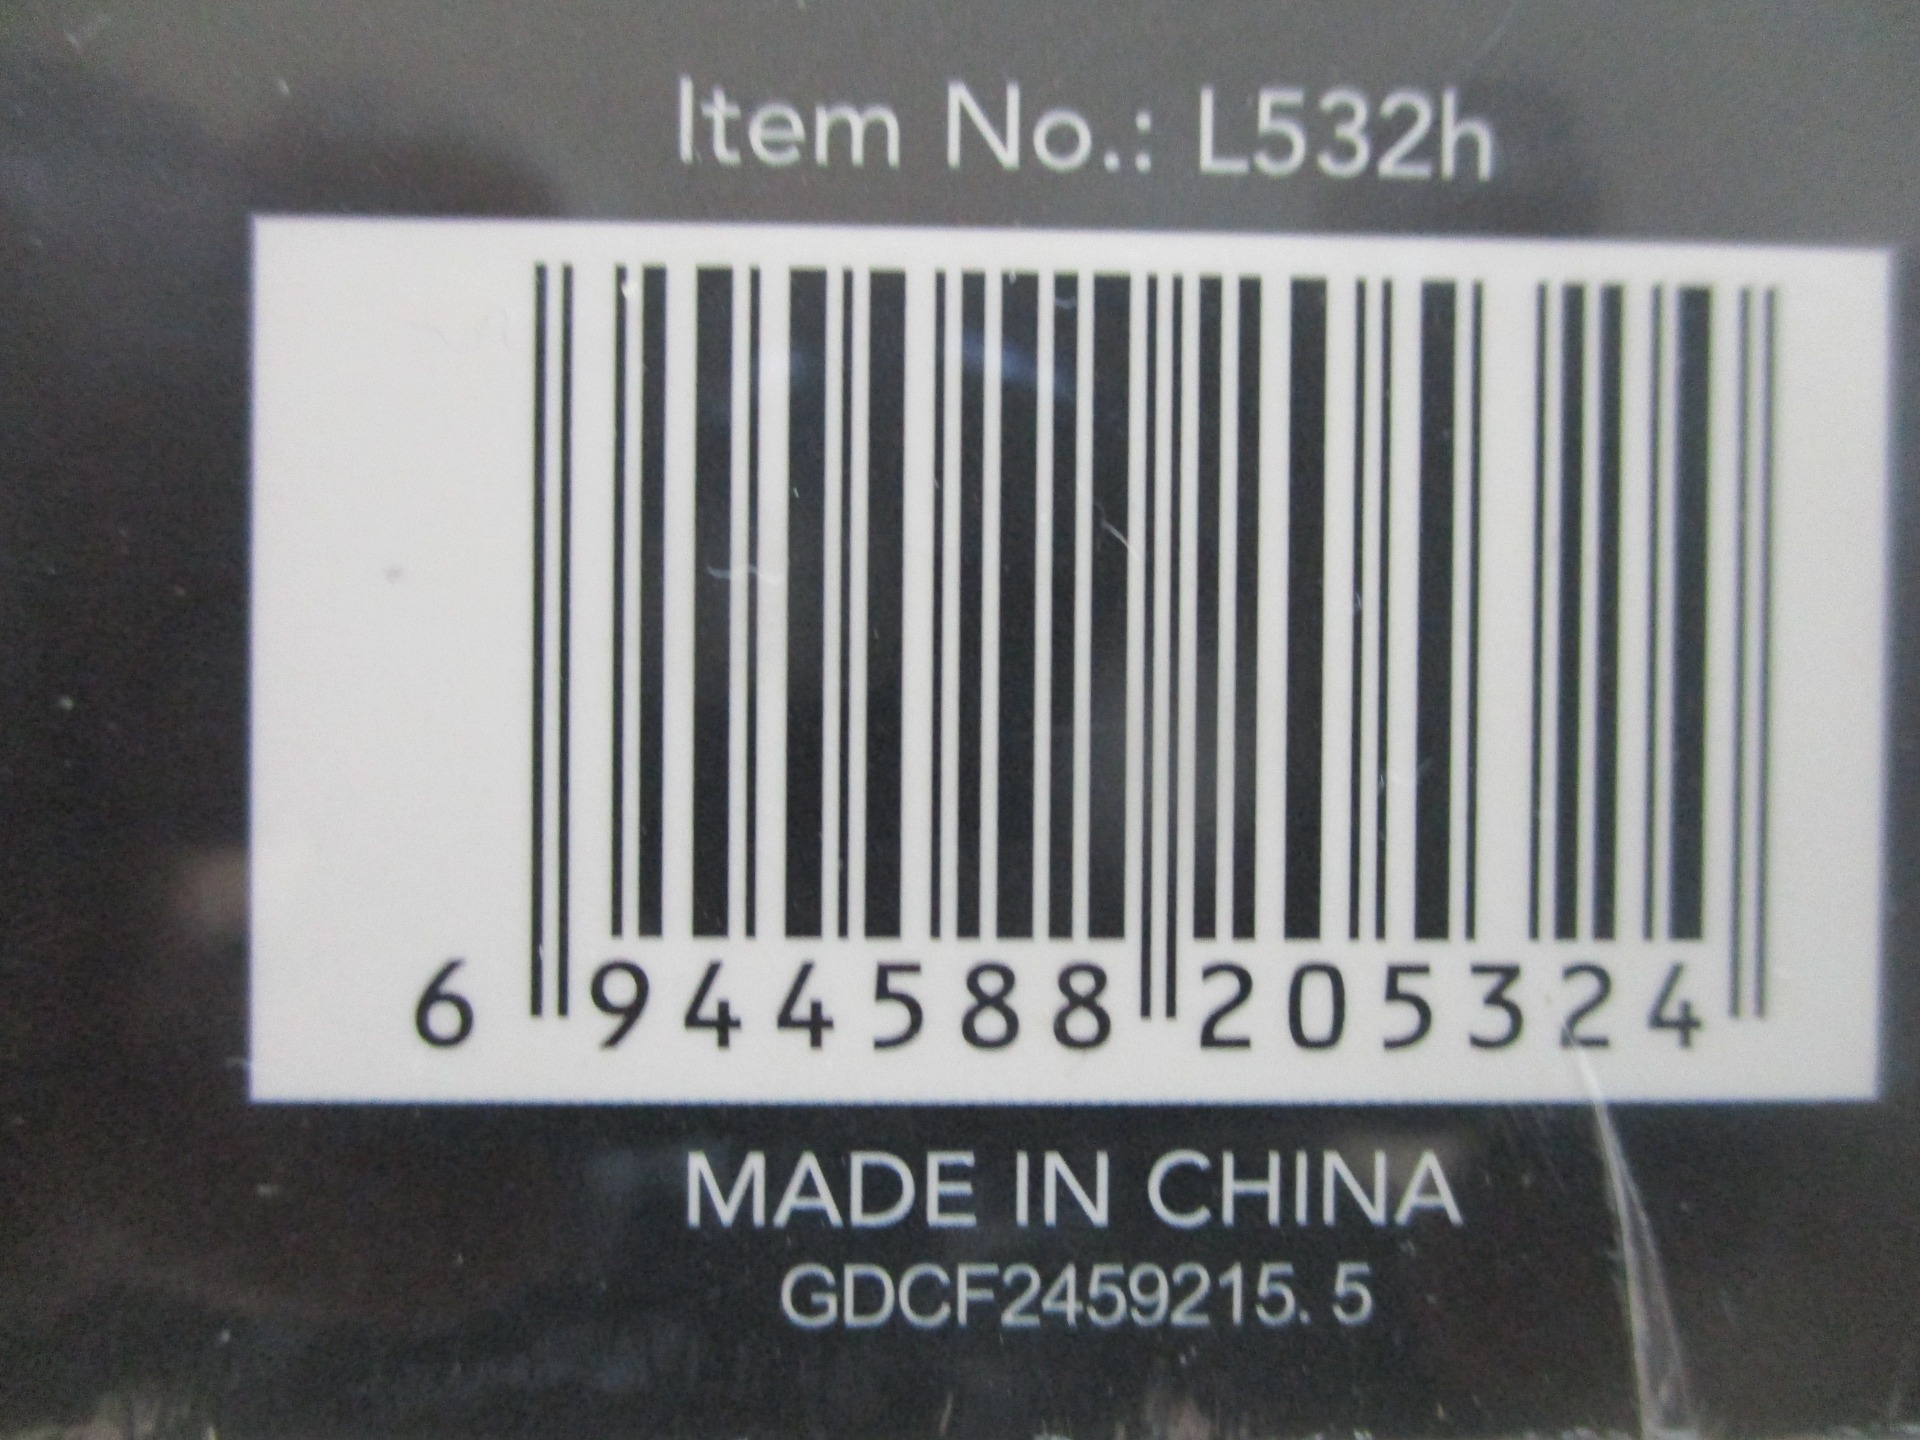 Item No.: L532h
6 944588 205324
MADE IN CHINA
GDCF2459215. 5